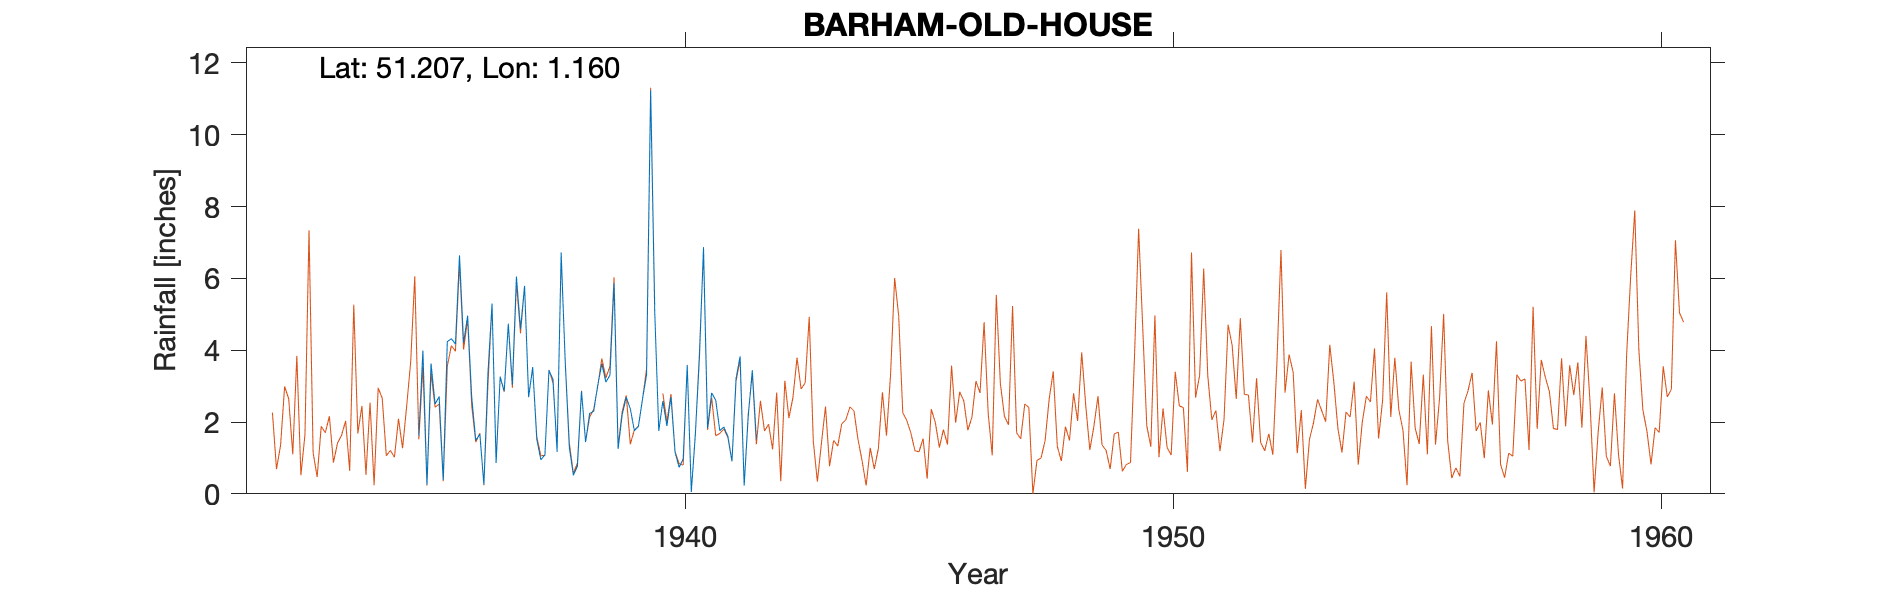 BARHAM-OLD-HOUSE
Lat: 51.207, Lon: 1.160
12
10
8
6
4
2
0
Rainfall [inches]
1940 1950 1960
Year